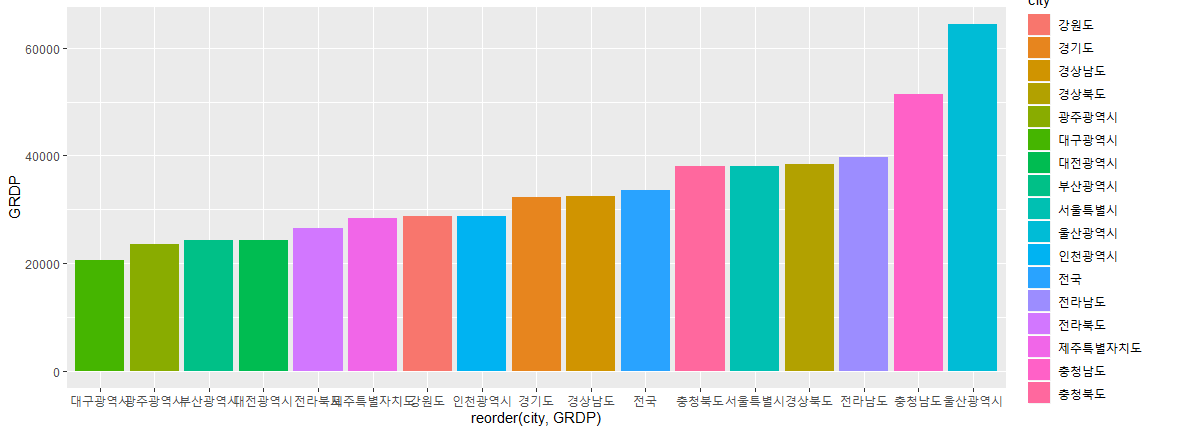 city
강원도
경기도
경상남도
경상북도
광주광역시
대구광역시
대전광역시
부산광역시
서울특별시
울산광역시
인천광역시
전국
전라남도
전라북도
제주특별자치도
충청남도
충청북도
GRDP
60000
40000
20000
0
대구광역시 광주광역시 부산광역시 대전광역시 전라북도 제주특별자치도 강원도 인천광역시 경기도 경상남도 전국 충청북도 서울특별시 경상북도 전라남도 충청남도 울산광역시
reorder(city, GRDP)